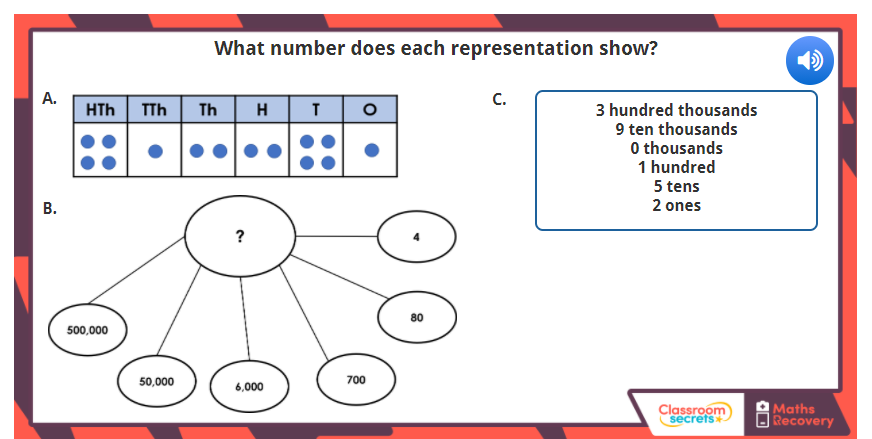 What number does each representation show?
A.
HTh TTh Th H T O
B.
?
4
80
700
6,000
50,000
500,000
C.
3 hundred thousands
9 ten thousands
0 thousands
1 hundred
5 tens
2 ones
Classroom
secrets
Maths
Recovery